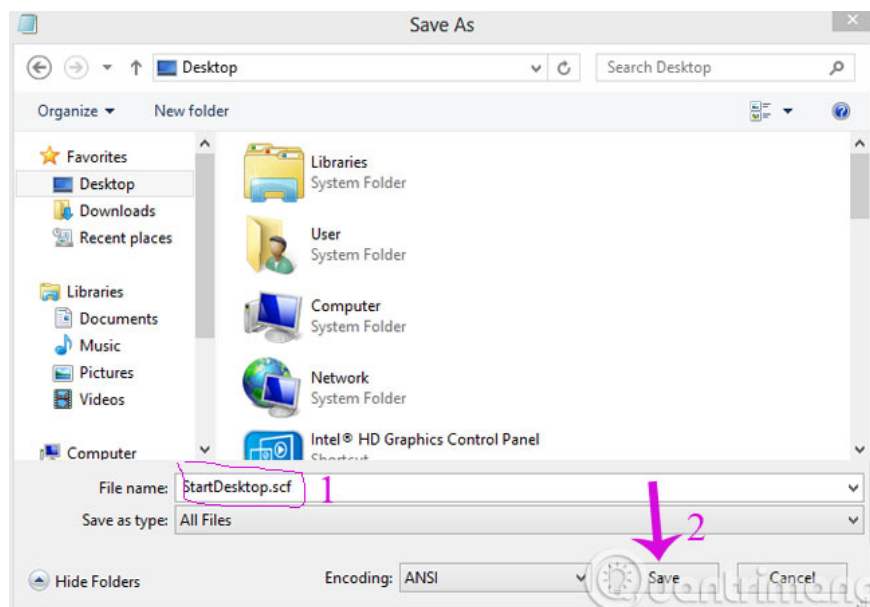 Save As
Desktop
Search Desktop
Organize
New folder
Favorites
Desktop
Downloads
Recent places
Libraries
Documents
Music
Pictures
Videos
Computer
Libraries
System Folder
User
System Folder
Computer
System Folder
Network
System Folder
Intel® HD Graphics Control Panel
Shortcut
File name: StartDesktop.scf 1
Save as type: All Files
2
Hide Folders
Encoding: ANSI
Save
Cancel
Quantrimang